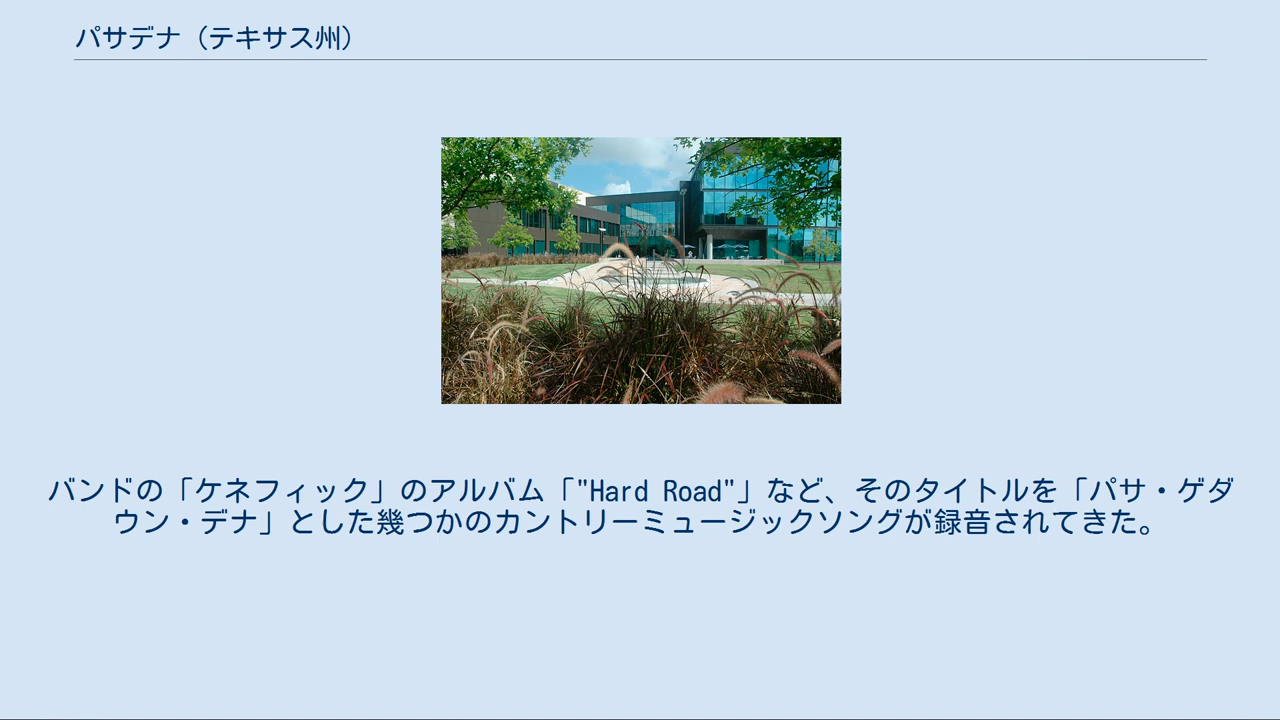 パサデナ（テキサス州）
バンドの「ケネフィック」のアルバム「"Hard Road"」など、そのタイトルを「パサ・ゲダ
ウン・デナ」とした幾つかのカントリーミュージックソングが録音されてきた。